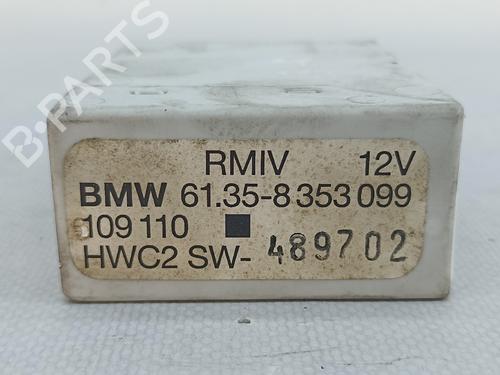 B-PARTS
RMIV 12V
BMW 61.35-8 353 099
109 110
HWC2 SW- 489702